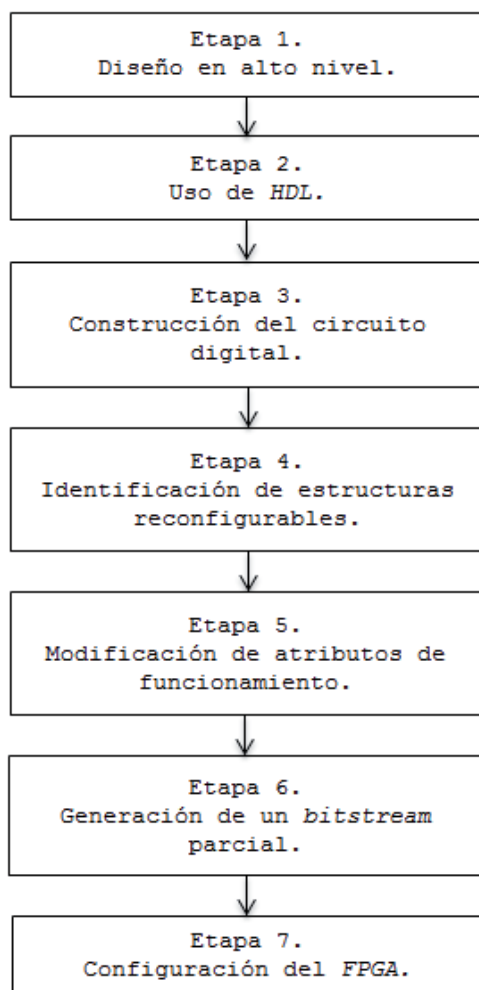 Etapa 1.
Diseño en alto nivel.
Etapa 2.
Uso de HDL.
Etapa 3.
Construcción del circuito
digital.
Etapa 4.
Identificación de estructuras
reconfigurables.
Etapa 5.
Modificación de atributos de
funcionamiento.
Etapa 6.
Generación de un bitstream
parcial.
Etapa 7.
Configuración del FPGA.